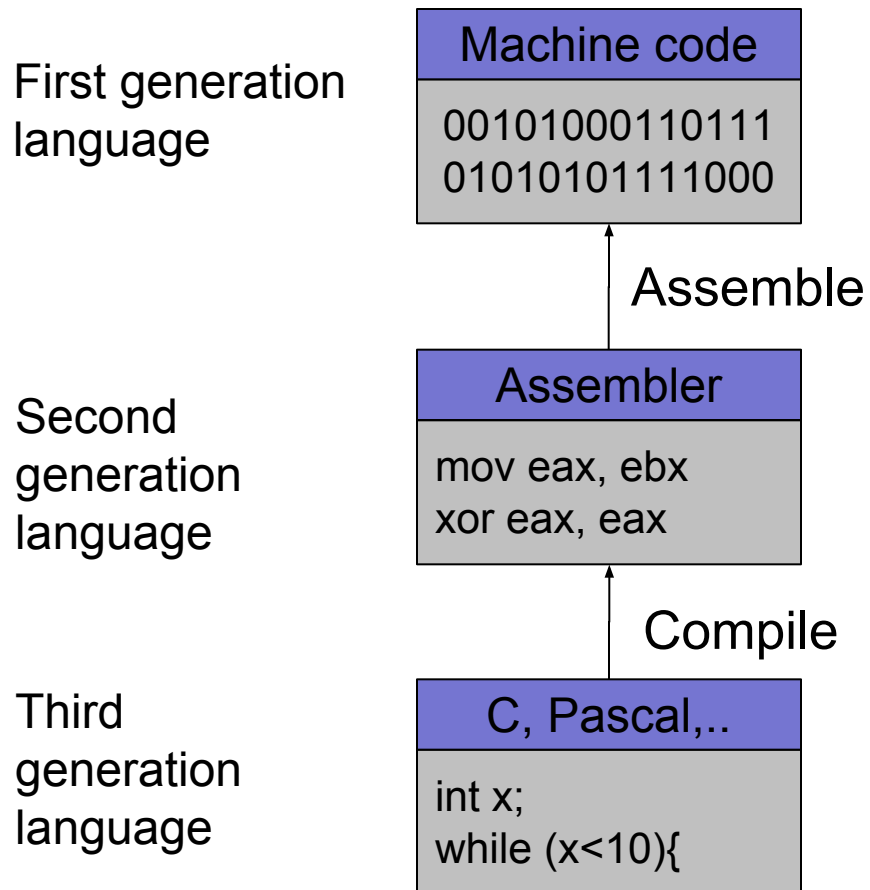 First generation
language
Machine code
00101000110111
01010101111000
Assemble
Second
generation
language
Assembler
mov eax, ebx
xor eax, eax
Compile
Third
generation
language
C, Pascal,..
int x;
while (x<10){